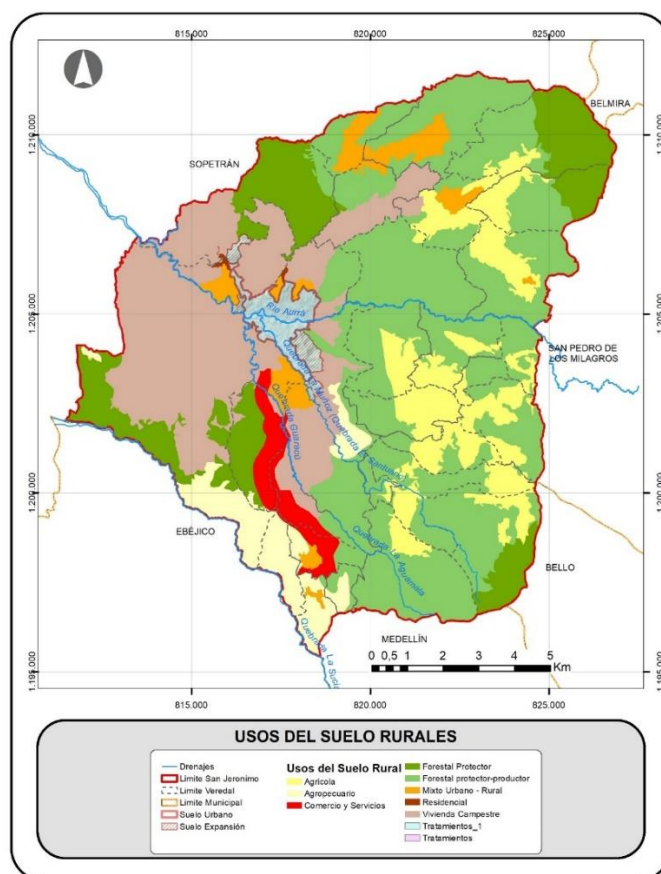 815.000
820.000
825.000
1.210.000
1.210.000
BELMIRA
SOPETRÁN
1.205.000
1.205.000
Río Aurrá
SAN PEDRO DE
LOS MILAGROS
Quebrada Guaracú
1.200.000
1.200.000
EBÉJICO
Quebrada La Aguamala
BELLO
Quebrada La Sucia
MEDELLÍN
0 0,5 1 2 3 4 5
Km
1.195.000
1.195.000
815.000
820.000
825.000
USOS DEL SUELO RURALES
Drenajes
Limite San Jeronimo
Limite Veredal
Limite Municipal
Suelo Urbano
Suelo Expansión
Usos del Suelo Rural
Agrícola
Agropecuario
Comercio y Servicios
Forestal Protector
Forestal protector-productor
Mixto Urbano - Rural
Residencial
Vivienda Campestre
Tratamientos_1
Tratamientos